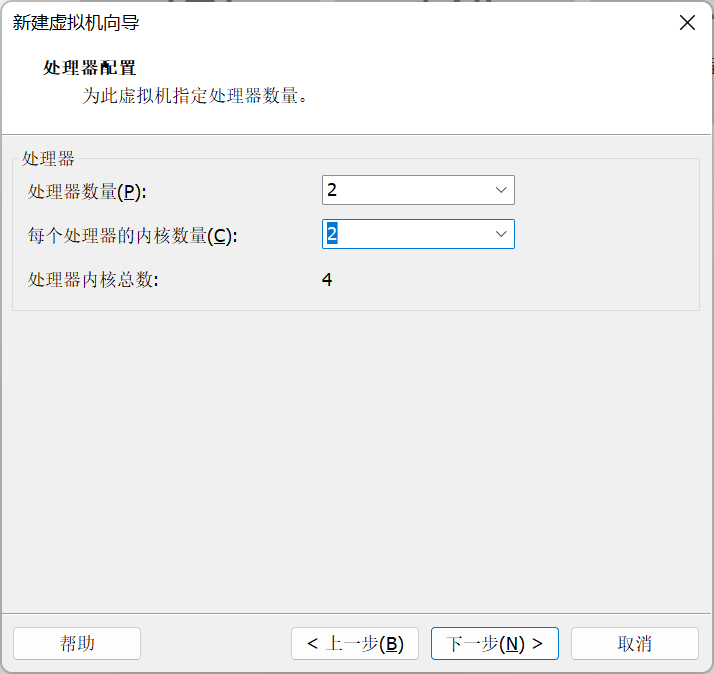 新建虚拟机向导
处理器配置
为此虚拟机指定处理器数量。
处理器
处理器数量(P): 2
每个处理器的内核数量(C): 2
处理器内核总数: 4
帮助 < 上一步(B) 下一步(N) > 取消